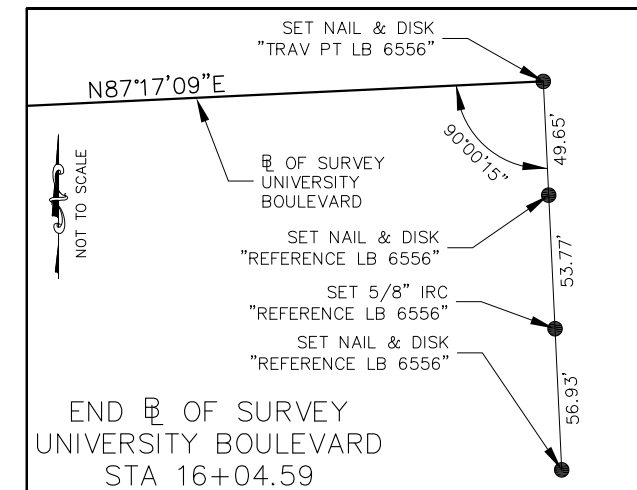 SET NAIL & DISK
"TRAV PT LB 6556"
N87°17'09"E
90°00'15"
49.65'
NOT TO SCALE
℄ OF SURVEY
UNIVERSITY
BOULEVARD
SET NAIL & DISK
"REFERENCE LB 6556"
53.77'
SET 5/8" IRC
"REFERENCE LB 6556"
SET NAIL & DISK
"REFERENCE LB 6556"
56.93'
END ℄ OF SURVEY
UNIVERSITY BOULEVARD
STA 16+04.59